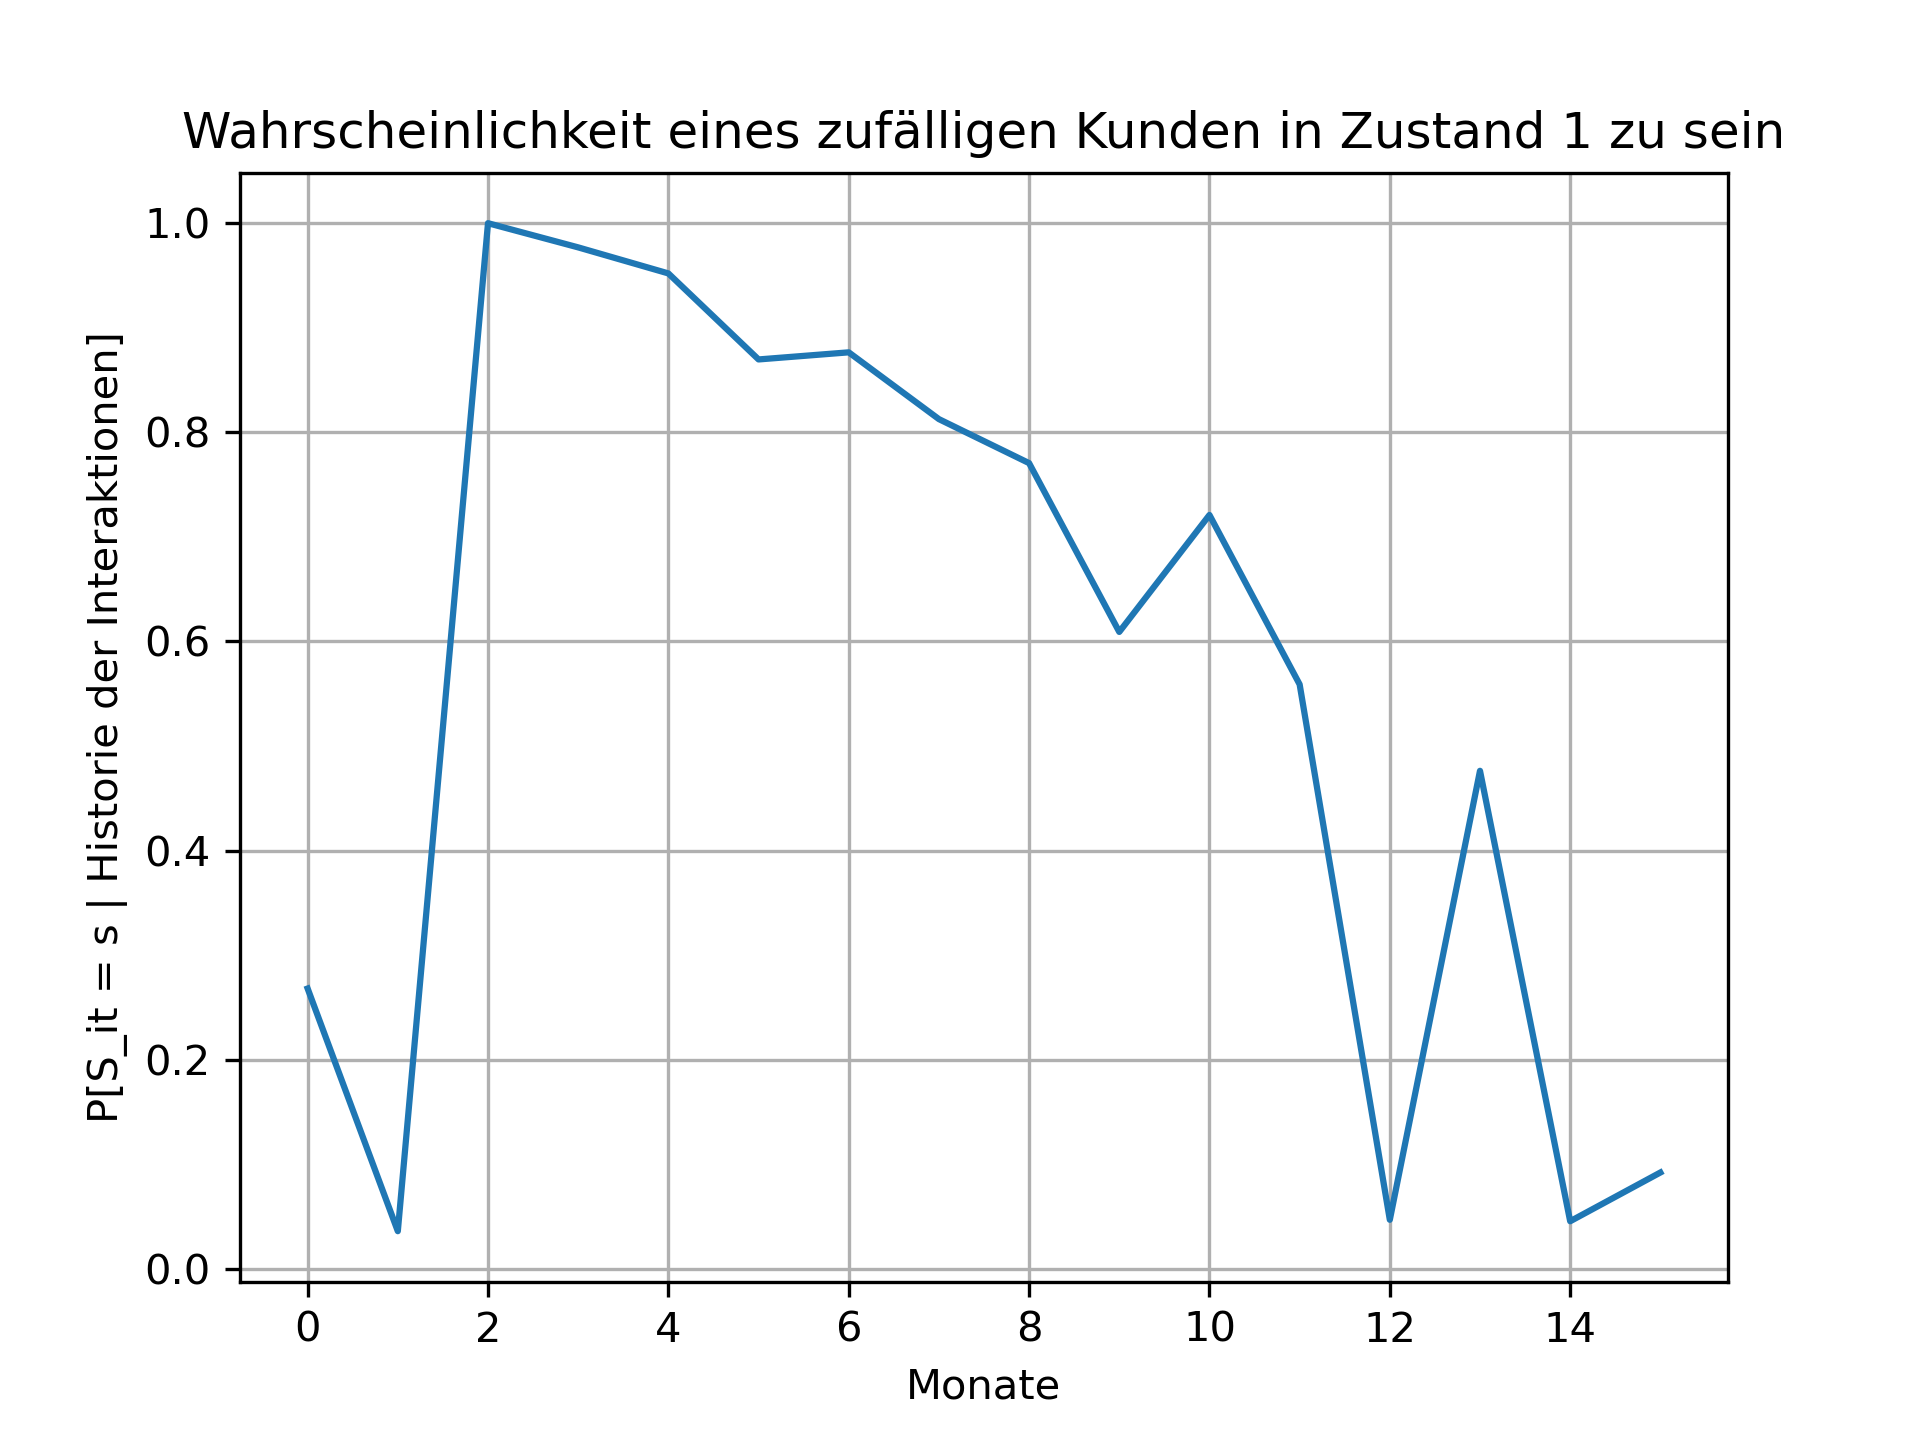 Wahrscheinlichkeit eines zufälligen Kunden in Zustand 1 zu sein
P[S_it = s | Historie der Interaktionen]
1.0
0.8
0.6
0.4
0.2
0.0
0 2 4 6 8 10 12 14
Monate